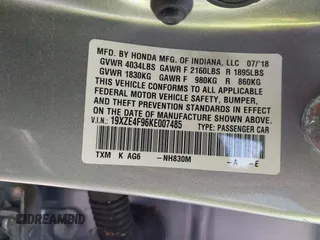 MFD. BY HONDA MFG. OF INDIANA, LLC 07/'18
GVWR 4034LBS GAWR F 2160LBS R 1895LBS
GVWR 1830KG GAWR F 980KG R 860KG
THIS VEHICLE CONFORMS TO ALL APPLICABLE
FEDERAL MOTOR VEHICLE SAFETY, BUMPER,
AND THEFT PREVENTION STANDARDS IN EFFECT
ON THE DATE OF MANUFACTURE SHOWN ABOVE.
V.I.N.: 19XZE4F96KE007485 TYPE: PASSENGER CAR
TXM K AG6 -NH830M -A -E
DREAMBID